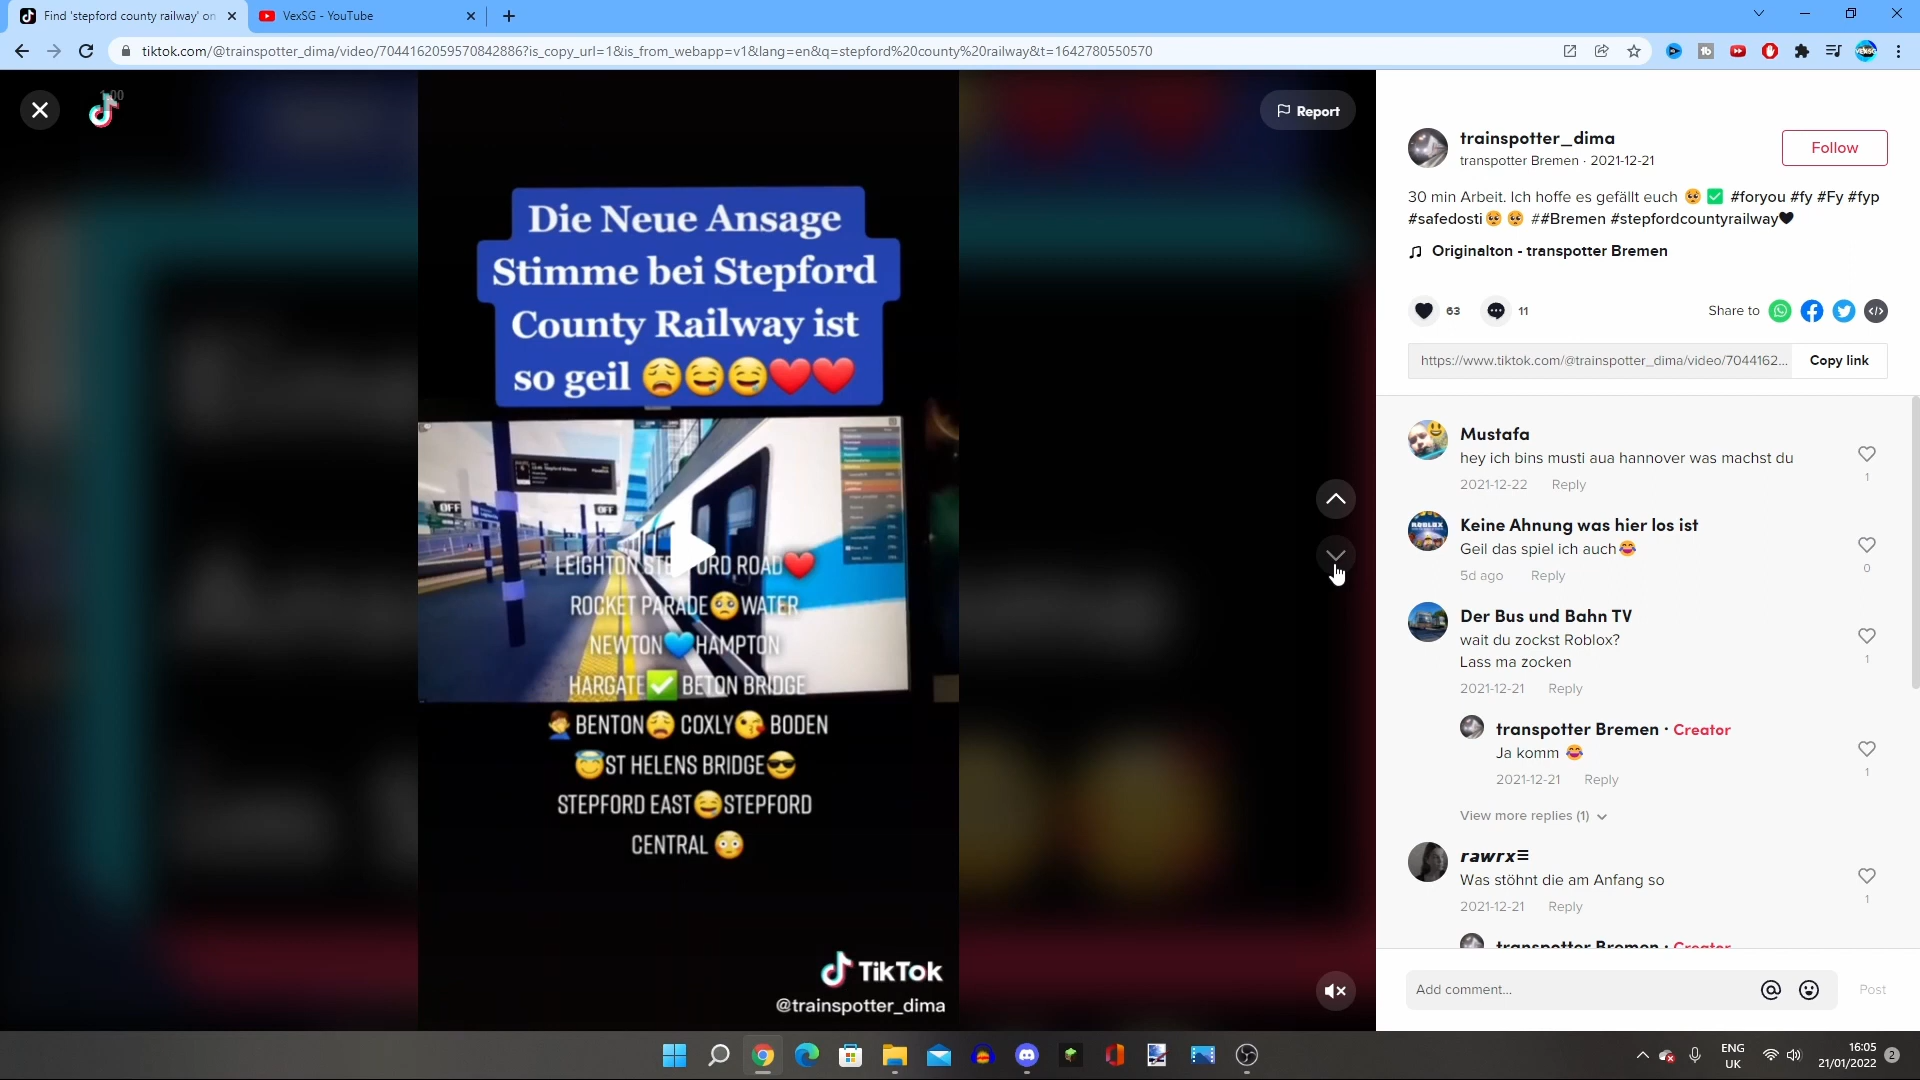 Find 'stepford county railway' on
VexSG - YouTube
tiktok.com/@trainspotter_dima/video/7044162059570842886?is_copy_url=1&is_from_webapp=v1&lang=en&q=stepford%20county%20railway&t=1642780550570
1.00
Report
Die Neue Ansage
Stimme bei Stepford
County Railway ist
so geil 😩🤤🤤❤️❤️
OFF
OFF
LEIGHTON STEPFORD ROAD❤️
ROCKET PARADE🥺WATER
NEWTON💙HAMPTON
HARGATE✅ BETON BRIDGE
🤦‍♂️BENTON😩 COXLY😘 BODEN
😇ST HELENS BRIDGE😎
STEPFORD EAST🤤STEPFORD
CENTRAL 😳
TikTok
@trainspotter_dima
trainspotter_dima
transpotter Bremen · 2021-12-21
Follow
30 min Arbeit. Ich hoffe es gefällt euch 🥺 ✅ #foryou #fy #Fy #fyp
#safedosti🥺 🥺 ##Bremen #stepfordcountyrailway🖤
Originalton - transpotter Bremen
63
11
Share to
https://www.tiktok.com/@trainspotter_dima/video/7044162...
Copy link
Mustafa
hey ich bins musti aua hannover was machst du
2021-12-22 Reply
1
Keine Ahnung was hier los ist
Geil das spiel ich auch😂
5d ago Reply
0
Der Bus und Bahn TV
wait du zockst Roblox?
Lass ma zocken
2021-12-21 Reply
1
transpotter Bremen · Creator
Ja komm 😂
2021-12-21 Reply
1
View more replies (1)
rawrx☰
Was stöhnt die am Anfang so
2021-12-21 Reply
1
transpotter Bremen · Creator
Add comment...
Post
ENG
UK
16:05
21/01/2022
2